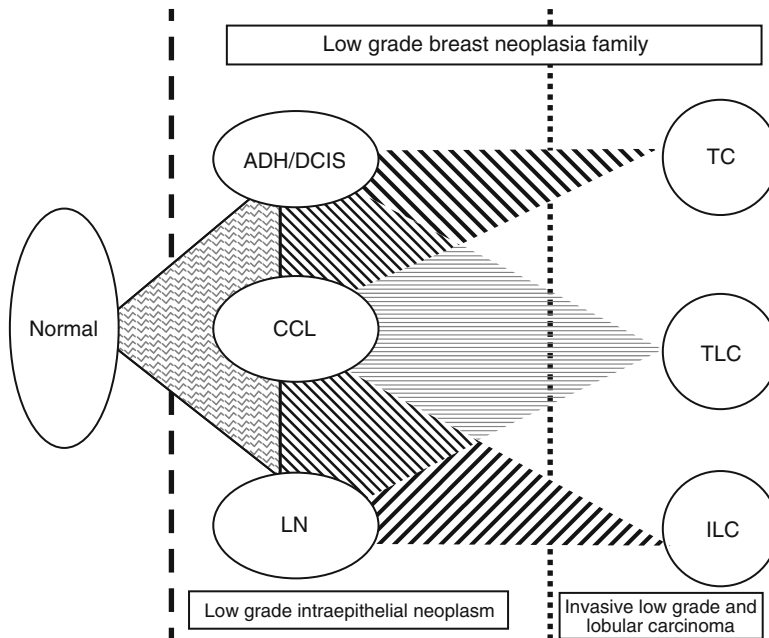 Low grade breast neoplasia family
ADH/DCIS
TC
Normal
CCL
TLC
LN
ILC
Low grade intraepithelial neoplasm
Invasive low grade and
lobular carcinoma